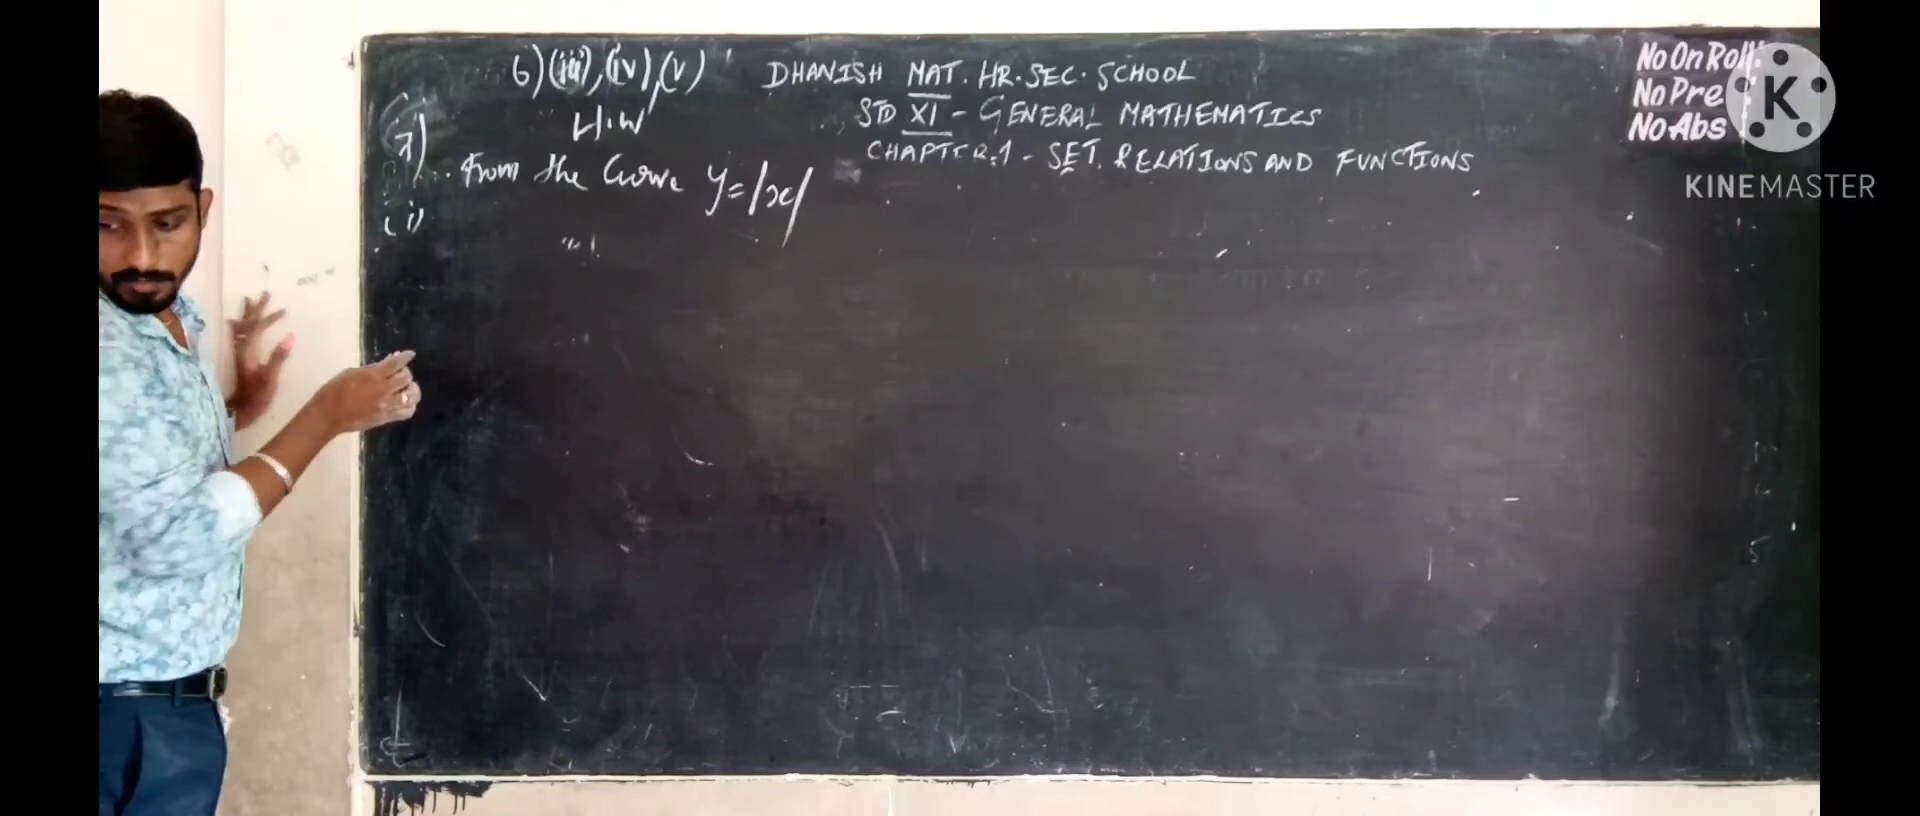 6) (iii), (iv), (v)
H.W
DHANISH MAT. HR. SEC. SCHOOL
STD XI - GENERAL MATHEMATICS
CHAPTER.1 - SET. RELATIONS AND FUNCTIONS
No On Roll:
No Pre
No Abs
K
KINEMASTER
7) From the Curve y=|x|
(i)